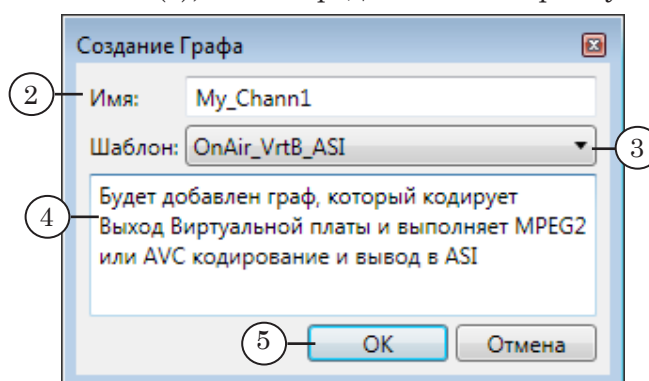 Создание Графа
2
Имя:
My_Chann1
Шаблон:
OnAir_VrtB_ASI
3
4
Будет добавлен граф, который кодирует
Выход Виртуальной платы и выполняет MPEG2
или AVC кодирование и вывод в ASI
5
OK
Отмена